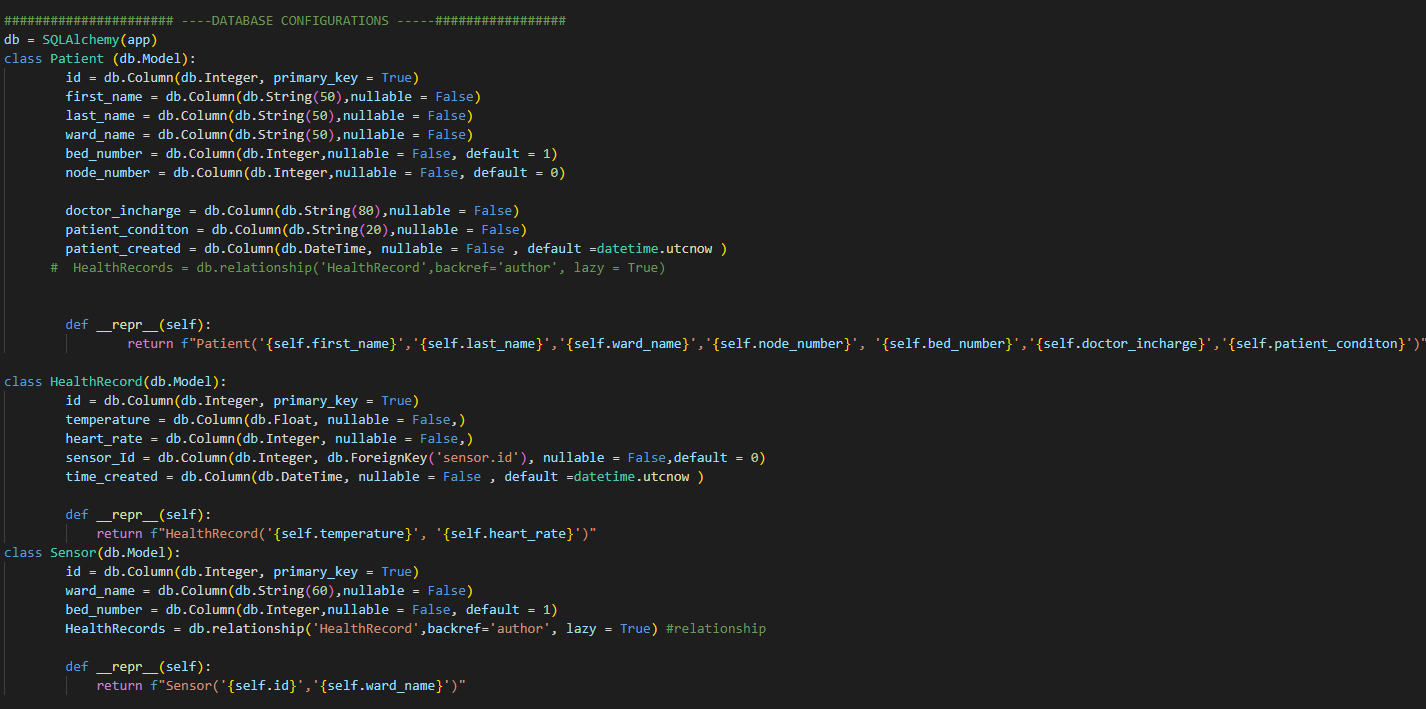 ###################### ----DATABASE CONFIGURATIONS -----#################
db = SQLAlchemy(app)
class Patient (db.Model):
        id = db.Column(db.Integer, primary_key = True)
        first_name = db.Column(db.String(50),nullable = False)
        last_name = db.Column(db.String(50),nullable = False)
        ward_name = db.Column(db.String(50),nullable = False)
        bed_number = db.Column(db.Integer,nullable = False, default = 1)
        node_number = db.Column(db.Integer,nullable = False, default = 0)

        doctor_incharge = db.Column(db.String(80),nullable = False)
        patient_conditon = db.Column(db.String(20),nullable = False)
        patient_created = db.Column(db.DateTime, nullable = False , default =datetime.utcnow )
      #  HealthRecords = db.relationship('HealthRecord',backref='author', lazy = True)

        def __repr__(self):
                return f"Patient('{self.first_name}','{self.last_name}','{self.ward_name}','{self.node_number}', '{self.bed_number}','{self.doctor_incharge}','{self.patient_conditon}')"

class HealthRecord(db.Model):
        id = db.Column(db.Integer, primary_key = True)
        temperature = db.Column(db.Float, nullable = False,)
        heart_rate = db.Column(db.Integer, nullable = False,)
        sensor_Id = db.Column(db.Integer, db.ForeignKey('sensor.id'), nullable = False,default = 0)
        time_created = db.Column(db.DateTime, nullable = False , default =datetime.utcnow )

        def __repr__(self):
            return f"HealthRecord('{self.temperature}', '{self.heart_rate}')"
class Sensor(db.Model):
        id = db.Column(db.Integer, primary_key = True)
        ward_name = db.Column(db.String(60),nullable = False)
        bed_number = db.Column(db.Integer,nullable = False, default = 1)
        HealthRecords = db.relationship('HealthRecord',backref='author', lazy = True) #relationship

        def __repr__(self):
            return f"Sensor('{self.id}','{self.ward_name}')"